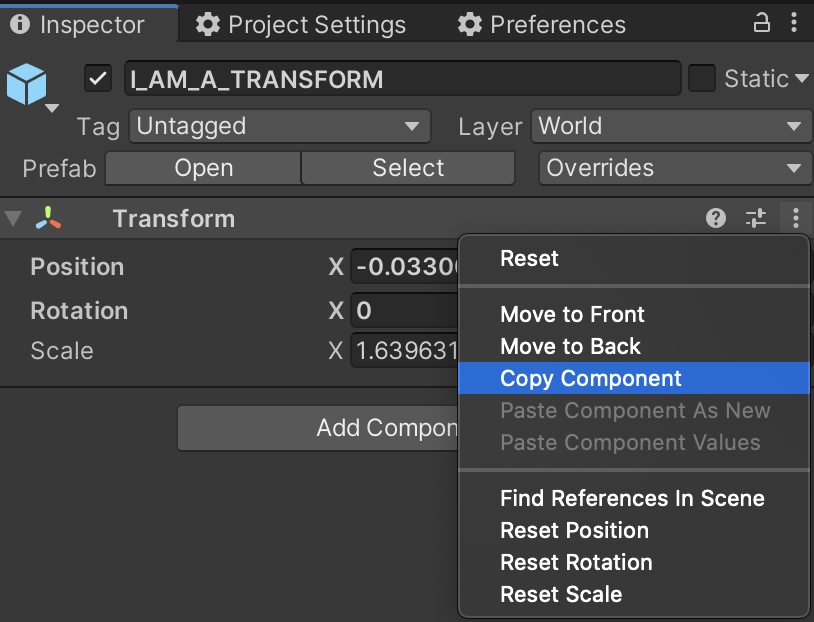 Inspector Project Settings Preferences
I_AM_A_TRANSFORM Static
Tag Untagged Layer World
Prefab Open Select Overrides
Transform
Position X -0.0330
Rotation X 0
Scale X 1.639631
Add Compon
Reset
Move to Front
Move to Back
Copy Component
Paste Component As New
Paste Component Values
Find References In Scene
Reset Position
Reset Rotation
Reset Scale